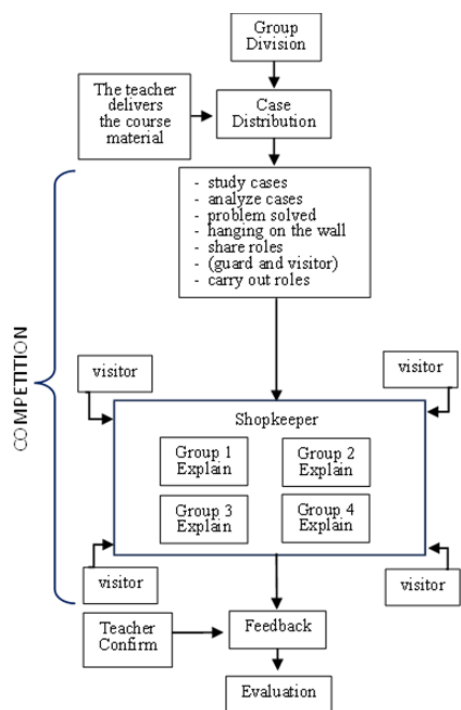 Group
Division
The teacher
delivers
the course
material
Case
Distribution
- study cases
- analyze cases
- problem solved
- hanging on the wall
- share roles
- (guard and visitor)
- carry out roles
COMPETITION
visitor
visitor
Shopkeeper
Group 1
Explain
Group 2
Explain
Group 3
Explain
Group 4
Explain
visitor
visitor
Teacher
Confirm
Feedback
Evaluation